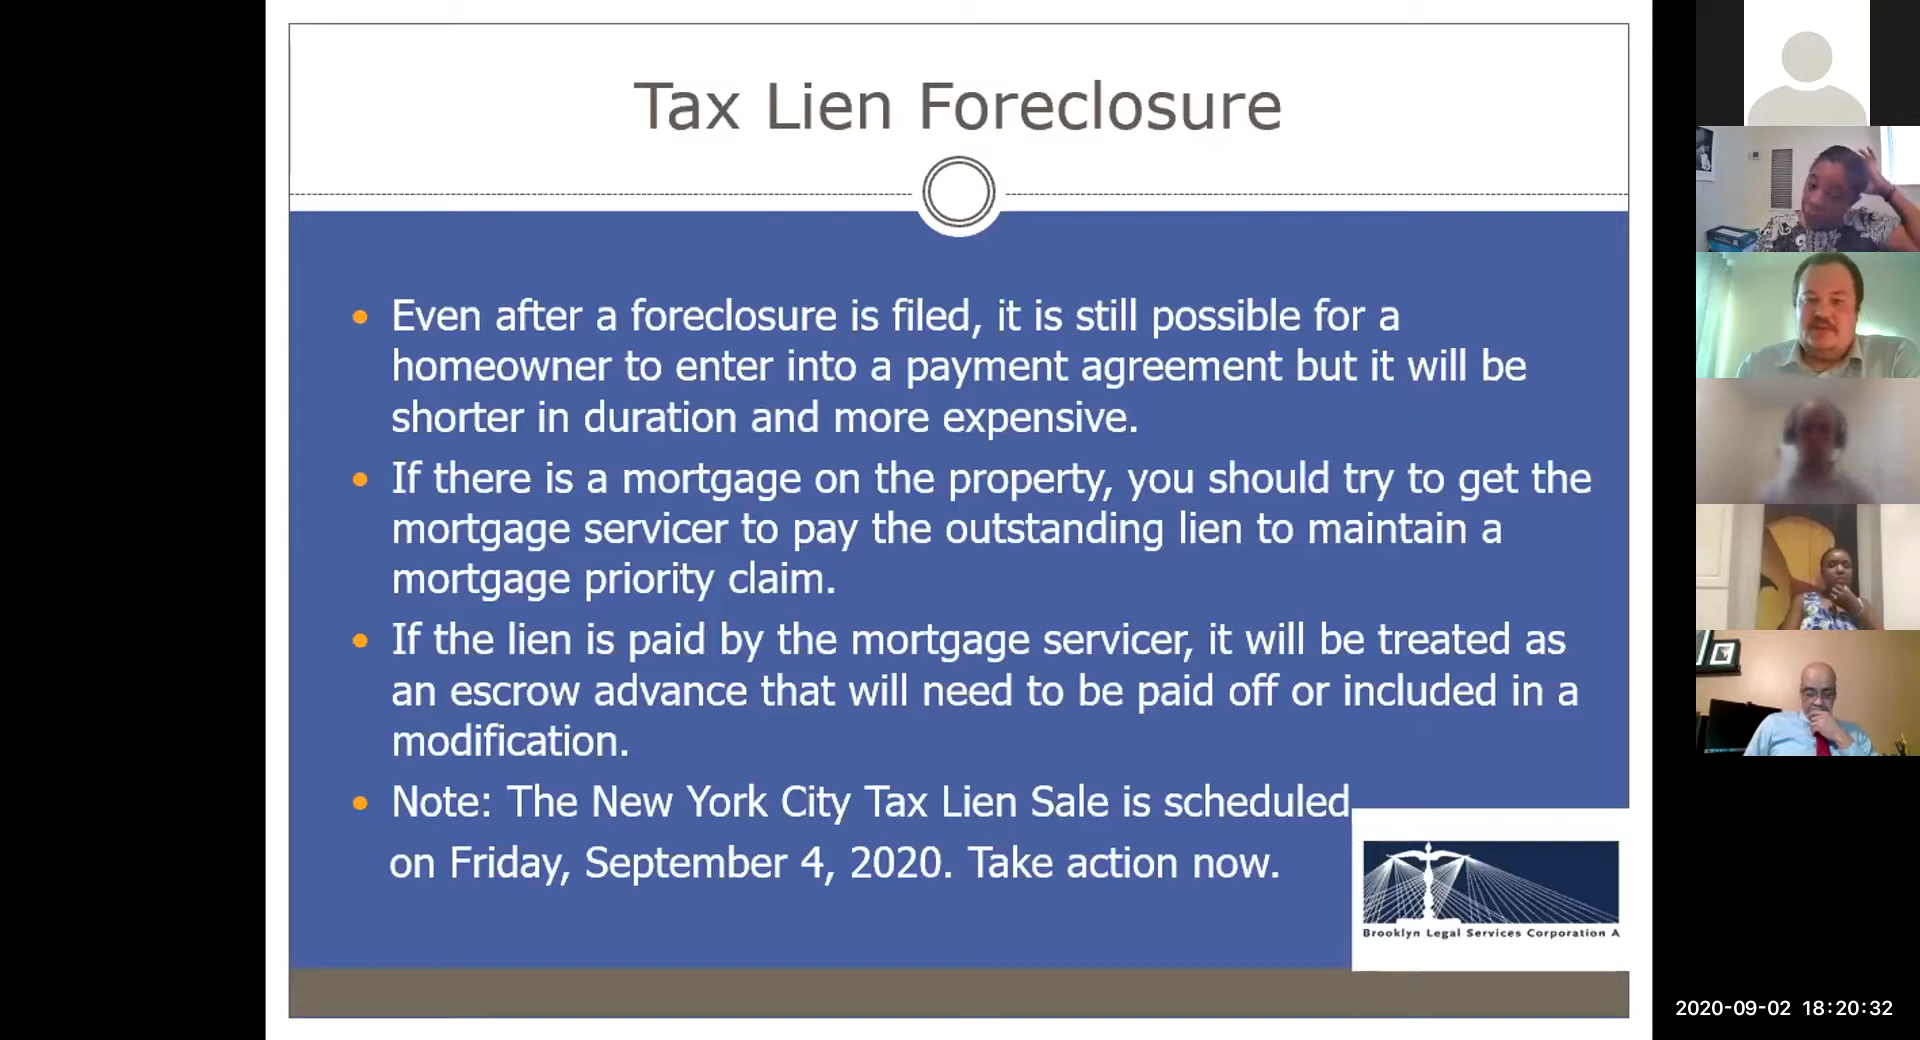 Tax Lien Foreclosure
Even after a foreclosure is filed, it is still possible for a
homeowner to enter into a payment agreement but it will be
shorter in duration and more expensive.
If there is a mortgage on the property, you should try to get the
mortgage servicer to pay the outstanding lien to maintain a
mortgage priority claim.
If the lien is paid by the mortgage servicer, it will be treated as
an escrow advance that will need to be paid off or included in a
modification.
Note: The New York City Tax Lien Sale is scheduled
on Friday, September 4, 2020. Take action now.
Brooklyn Legal Services Corporation A
2020-09-02 18:20:32